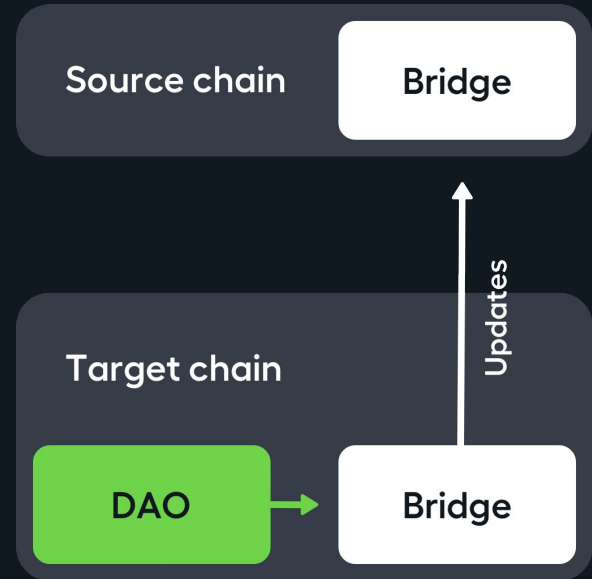 Source chain
Bridge
Updates
Target chain
DAO
Bridge